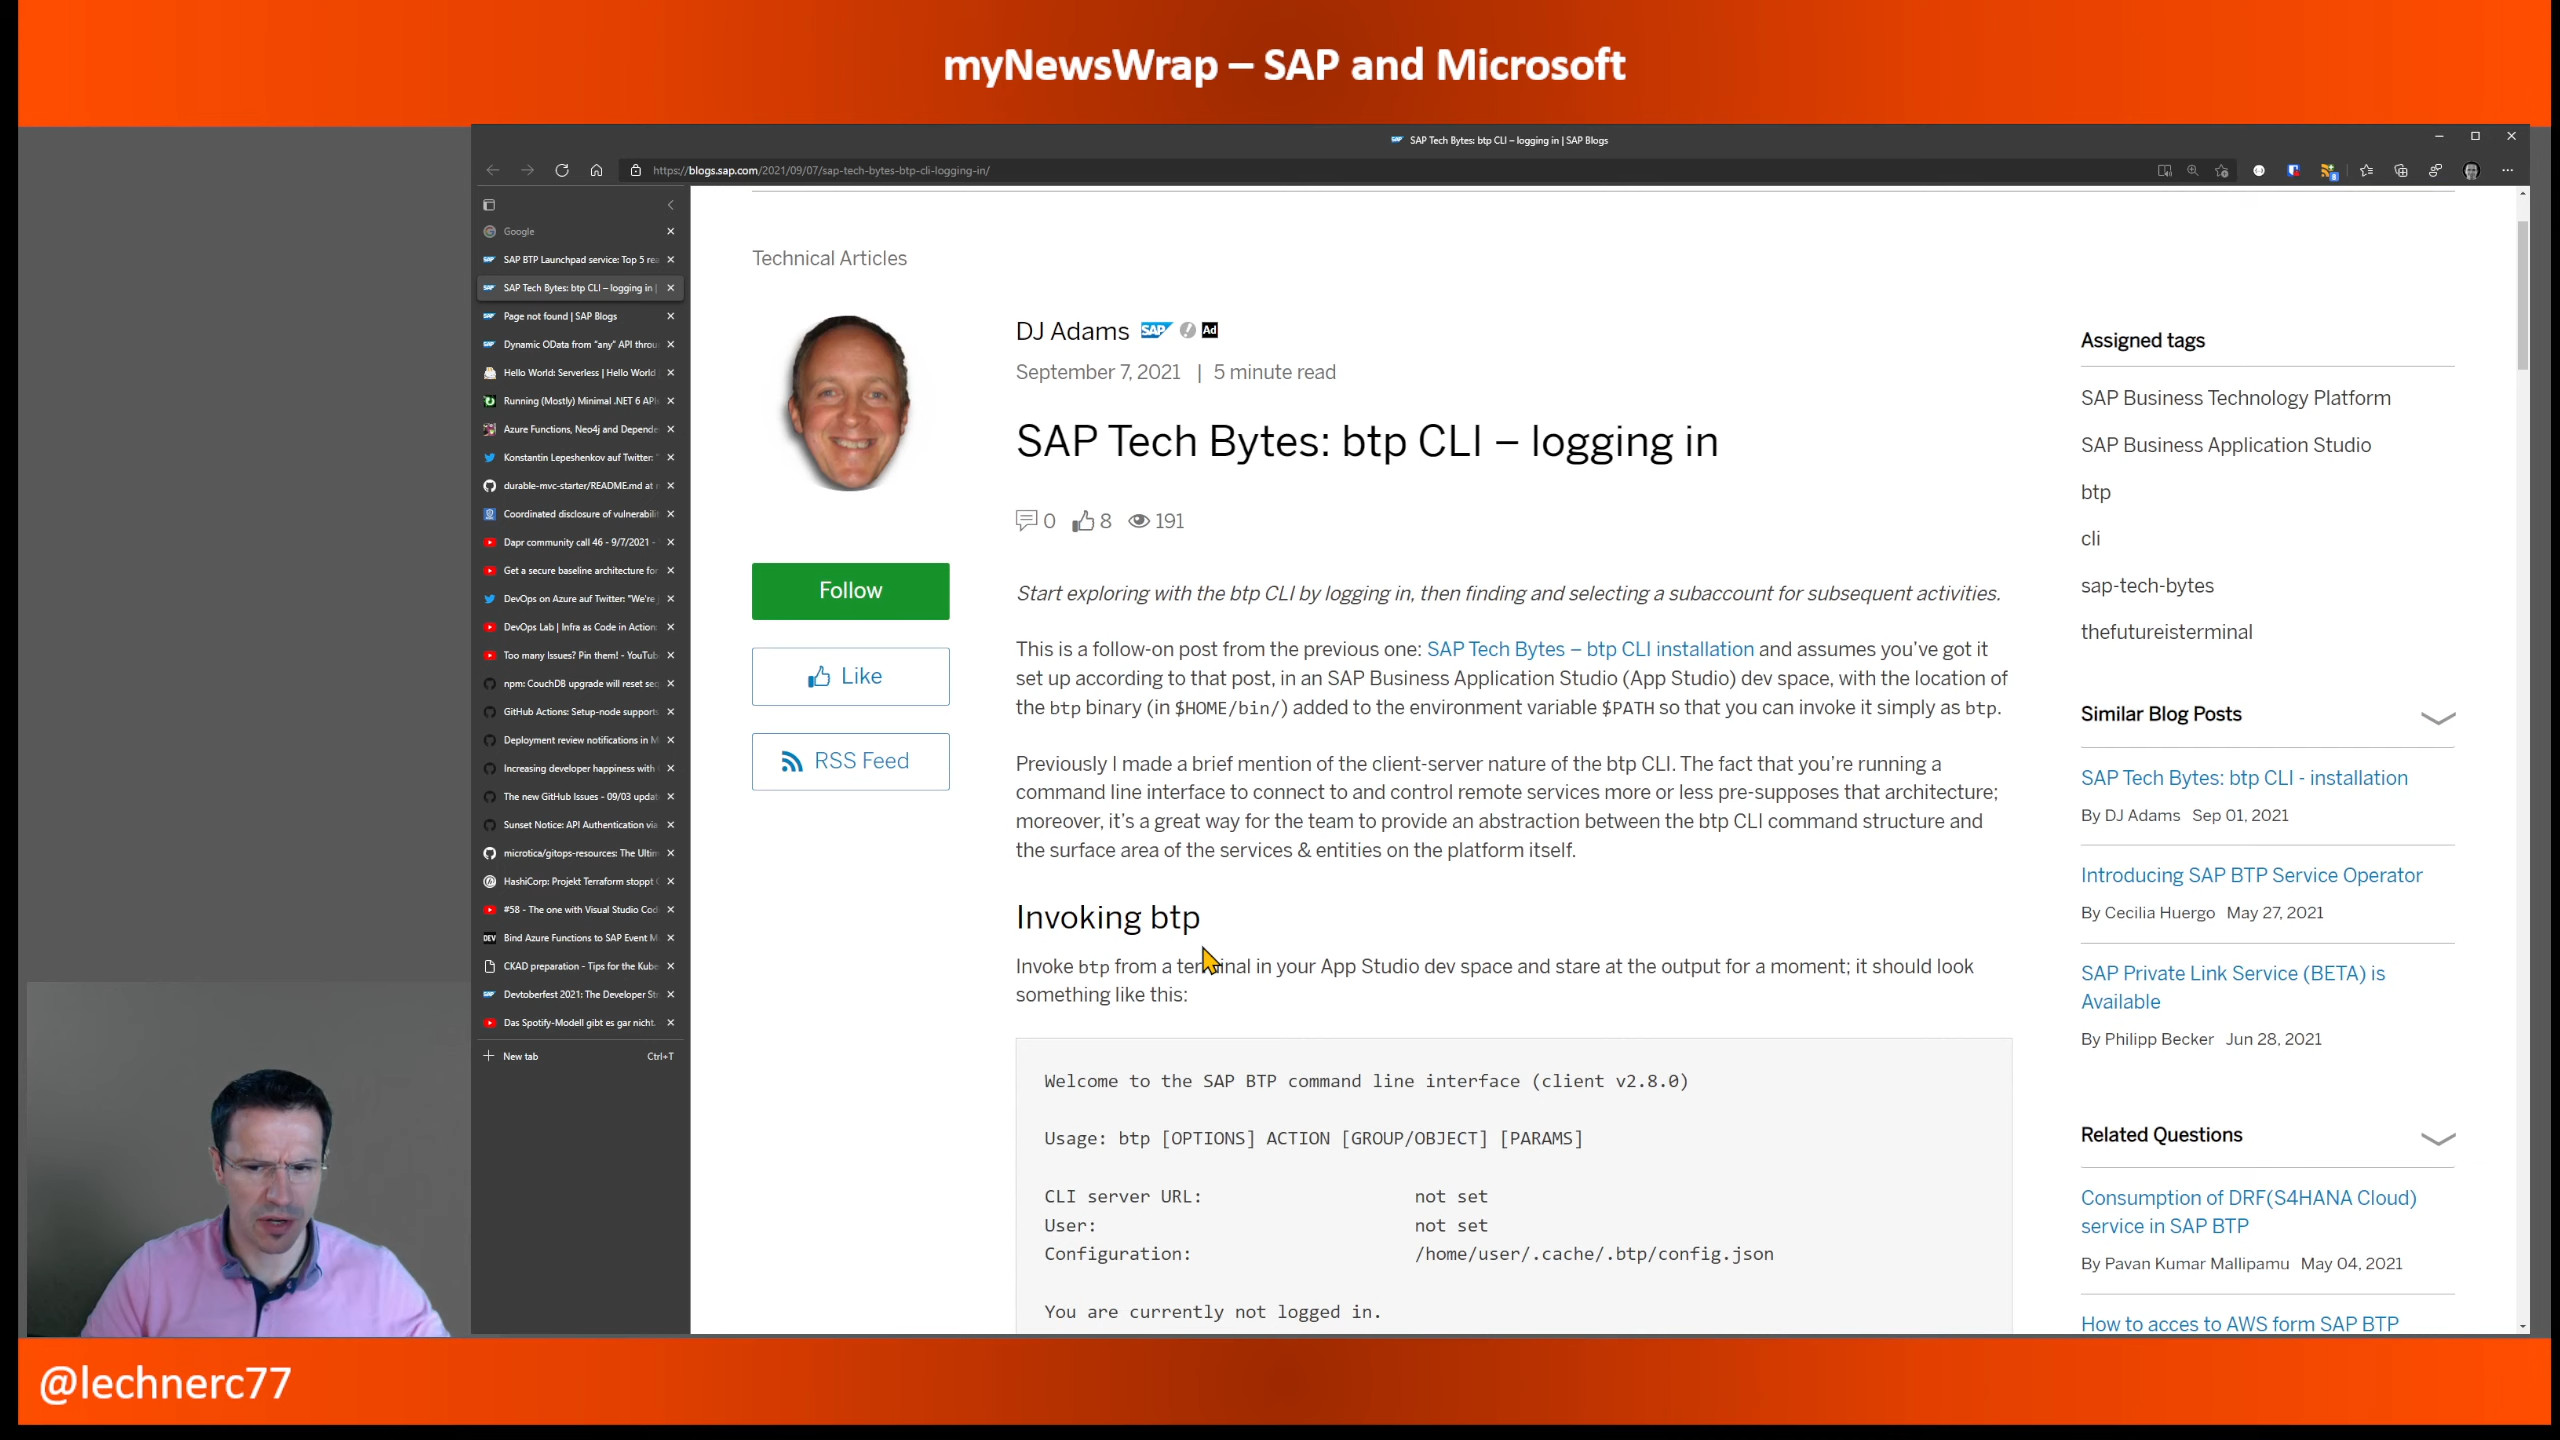 myNewsWrap – SAP and Microsoft
SAP Tech Bytes: btp CLI – logging in | SAP Blogs
https://blogs.sap.com/2021/09/07/sap-tech-bytes-btp-cli-logging-in/
Google
SAP BTP Launchpad service: Top 5 rea
SAP Tech Bytes: btp CLI – logging in |
Page not found | SAP Blogs
Dynamic OData from "any" API throu
Hello World: Serverless | Hello World
Running (Mostly) Minimal .NET 6 API
Azure Functions, Neo4j and Depende
Konstantin Lepeshenkov auf Twitter: "
durable-mvc-starter/README.md at
Coordinated disclosure of vulnerabili
Dapr community call 46 - 9/7/2021 -
Get a secure baseline architecture for
DevOps on Azure auf Twitter: "We're
DevOps Lab | Infra as Code in Action:
Too many Issues? Pin them! - YouTub
npm: CouchDB upgrade will reset seq
GitHub Actions: Setup-node supports
Deployment review notifications in M
Increasing developer happiness with
The new GitHub Issues - 09/03 updat
Sunset Notice: API Authentication via
microtica/gitops-resources: The Ultim
HashiCorp: Projekt Terraform stoppt
#58 - The one with Visual Studio Cod
DEV
Bind Azure Functions to SAP Event M
CKAD preparation - Tips for the Kube
Devtoberfest 2021: The Developer St
Das Spotify-Modell gibt es gar nicht.
New tab Ctrl+T
Technical Articles
DJ Adams SAP Ad
September 7, 2021 | 5 minute read
SAP Tech Bytes: btp CLI – logging in
0 8 191
Follow
Like
RSS Feed
Start exploring with the btp CLI by logging in, then finding and selecting a subaccount for subsequent activities.
This is a follow-on post from the previous one: SAP Tech Bytes – btp CLI installation and assumes you've got it
set up according to that post, in an SAP Business Application Studio (App Studio) dev space, with the location of
the btp binary (in $HOME/bin/) added to the environment variable $PATH so that you can invoke it simply as btp.
Previously I made a brief mention of the client-server nature of the btp CLI. The fact that you're running a
command line interface to connect to and control remote services more or less pre-supposes that architecture;
moreover, it's a great way for the team to provide an abstraction between the btp CLI command structure and
the surface area of the services & entities on the platform itself.
Invoking btp
Invoke btp from a terminal in your App Studio dev space and stare at the output for a moment; it should look
something like this:
Welcome to the SAP BTP command line interface (client v2.8.0)
Usage: btp [OPTIONS] ACTION [GROUP/OBJECT] [PARAMS]
CLI server URL: not set
User: not set
Configuration: /home/user/.cache/.btp/config.json
You are currently not logged in.
Assigned tags
SAP Business Technology Platform
SAP Business Application Studio
btp
cli
sap-tech-bytes
thefutureisterminal
Similar Blog Posts
SAP Tech Bytes: btp CLI - installation
By DJ Adams Sep 01, 2021
Introducing SAP BTP Service Operator
By Cecilia Huergo May 27, 2021
SAP Private Link Service (BETA) is
Available
By Philipp Becker Jun 28, 2021
Related Questions
Consumption of DRF(S4HANA Cloud)
service in SAP BTP
By Pavan Kumar Mallipamu May 04, 2021
How to acces to AWS form SAP BTP
@lechnerc77